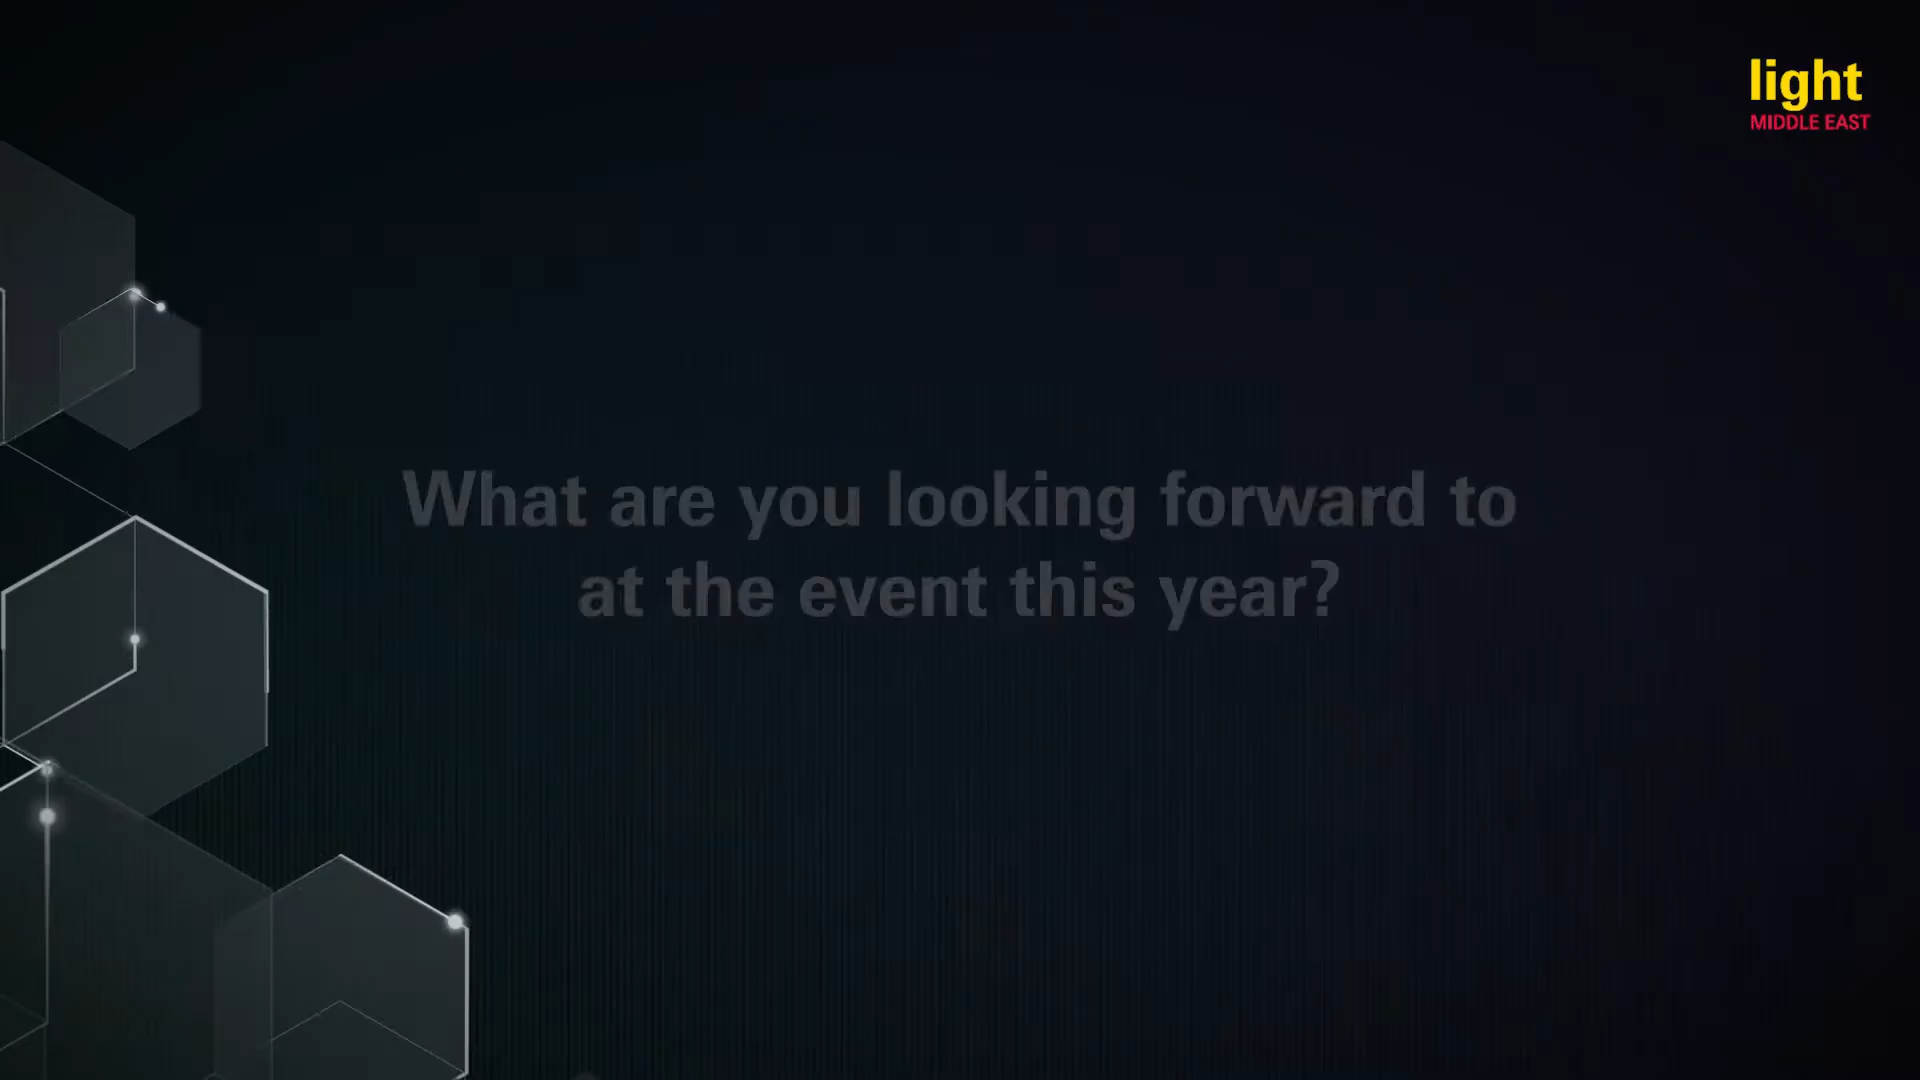 light
MIDDLE EAST
What are you looking forward to
at the event this year?